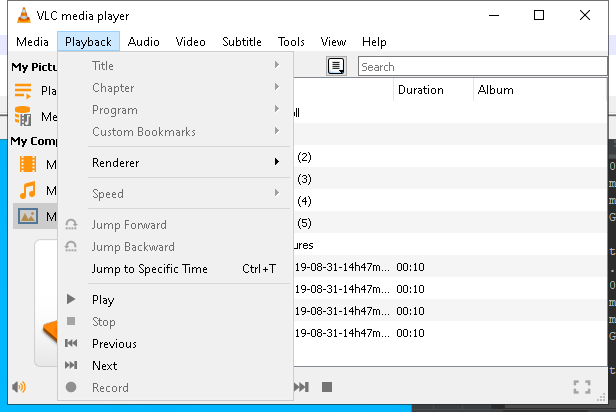 VLC media player
Media Playback Audio Video Subtitle Tools View Help
My Pictu
Pla
Me
My Comp
M
M
M
Title
Chapter
Program
Custom Bookmarks
Renderer
Speed
Jump Forward
Jump Backward
Jump to Specific Time Ctrl+T
Play
Stop
Previous
Next
Record
Search
Duration Album
oll
(2)
(3)
(4)
(5)
ures
19-08-31-14h47m... 00:10
19-08-31-14h47m... 00:10
19-08-31-14h47m... 00:10
19-08-31-14h47m... 00:10